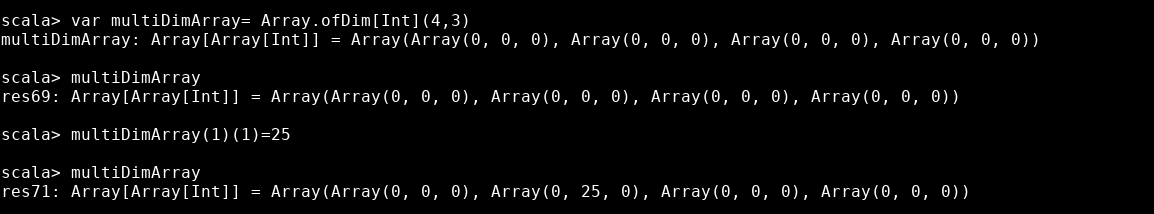 scala> var multiDimArray= Array.ofDim[Int](4,3)
multiDimArray: Array[Array[Int]] = Array(Array(0, 0, 0), Array(0, 0, 0), Array(0, 0, 0), Array(0, 0, 0))
scala> multiDimArray
res69: Array[Array[Int]] = Array(Array(0, 0, 0), Array(0, 0, 0), Array(0, 0, 0), Array(0, 0, 0))
scala> multiDimArray(1)(1)=25
scala> multiDimArray
res71: Array[Array[Int]] = Array(Array(0, 0, 0), Array(0, 25, 0), Array(0, 0, 0), Array(0, 0, 0))